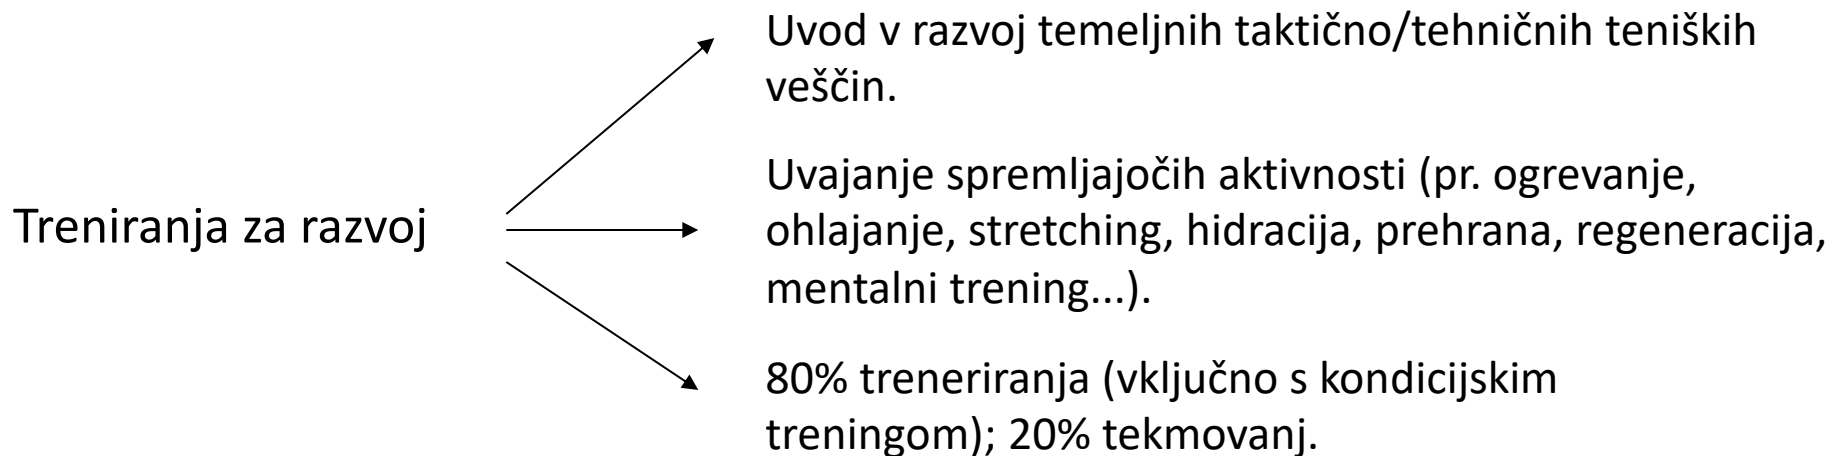 Treniranja za razvoj
Uvod v razvoj temeljnih taktično/tehničnih teniških
veščin.
Uvajanje spremljajočih aktivnosti (pr. ogrevanje,
ohlajanje, stretching, hidracija, prehrana, regeneracija,
mentalni trening...).
80% treneriranja (vključno s kondicijskim
treningom); 20% tekmovanj.